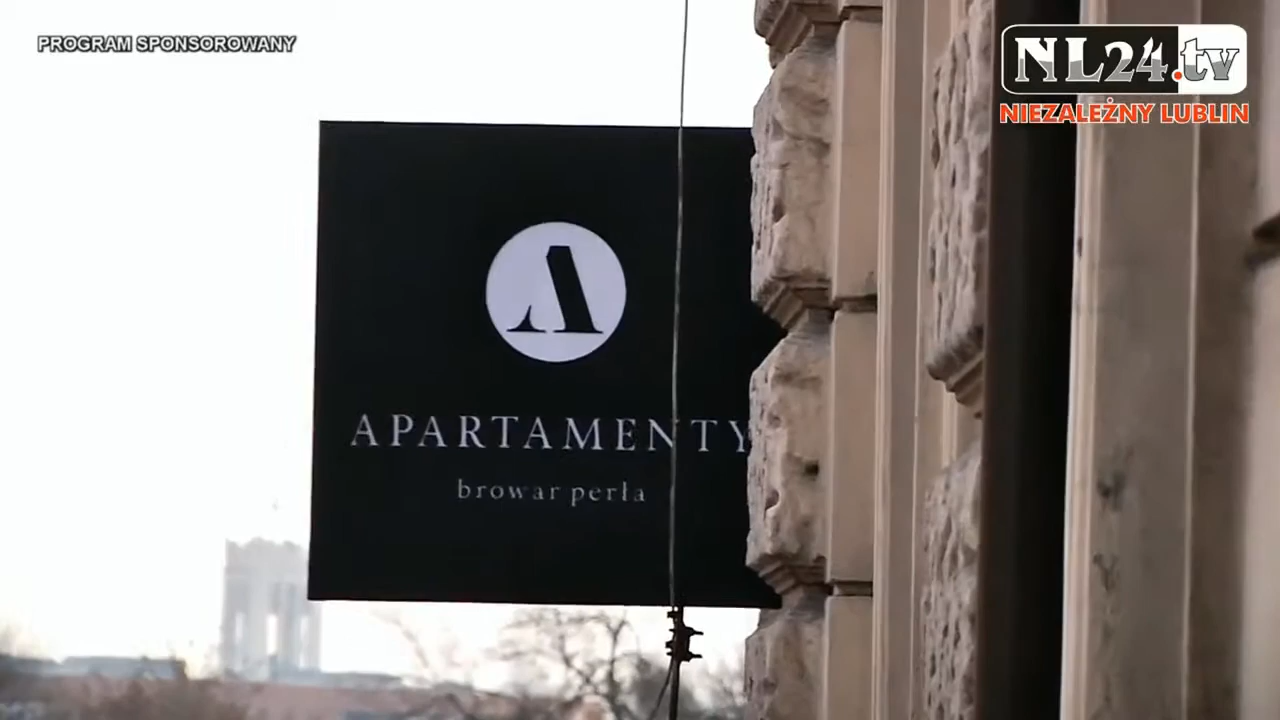 PROGRAM SPONSOROWANY
NL24.tv
NIEZALEŻNY LUBLIN
A
APARTAMENTY
browar perła